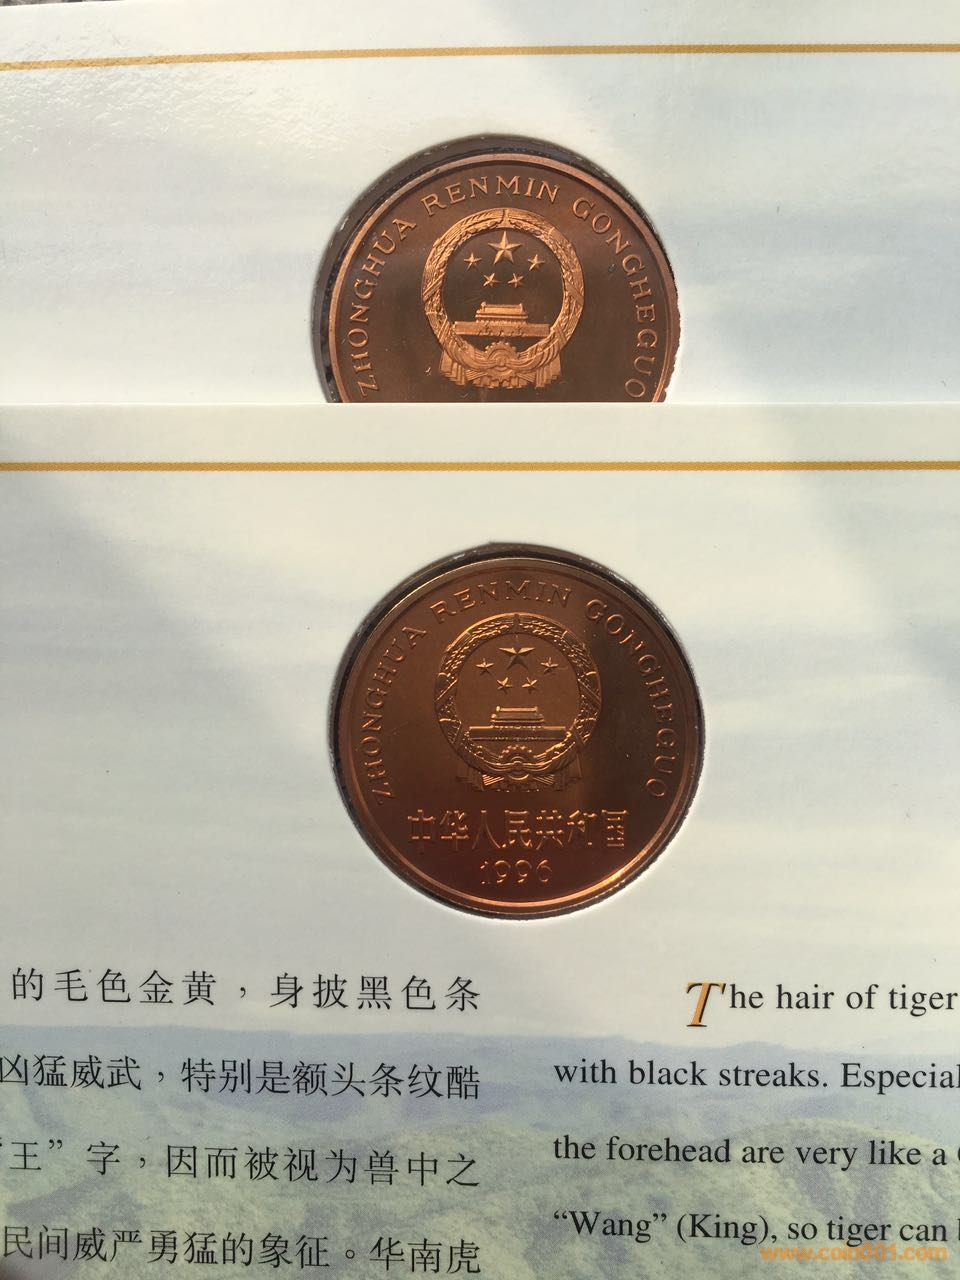 ZHONGHUA RENMIN GONGHEGUO
ZHONGHUA RENMIN GONGHEGUO
中华人民共和国
1996
的毛色金黄，身披黑色条
凶猛威武，特别是额头条纹酷
“王”字，因而被视为兽中之
民间威严勇猛的象征。华南虎
The hair of tiger
with black streaks. Especial
the forehead are very like a
“Wang” (King), so tiger can
www.coin001.com